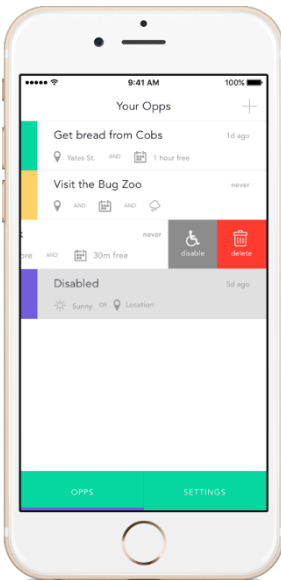 9:41 AM 100%
Your Opps
Get bread from Cobs 1d ago
Yates St. AND 1 hour free
Visit the Bug Zoo never
AND AND
never
ore AND 30m free disable delete
Disabled 5d ago
Sunny OR Location
OPPS SETTINGS